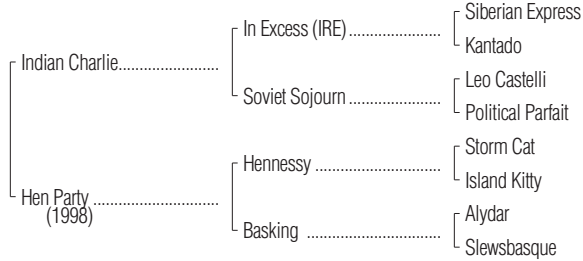 Siberian Express
In Excess (IRE)
Kantado
Indian Charlie
Leo Castelli
Soviet Sojourn
Political Parfait
Storm Cat
Hennessy
Island Kitty
Hen Party
(1998)
Alydar
Basking
Slewsbasque